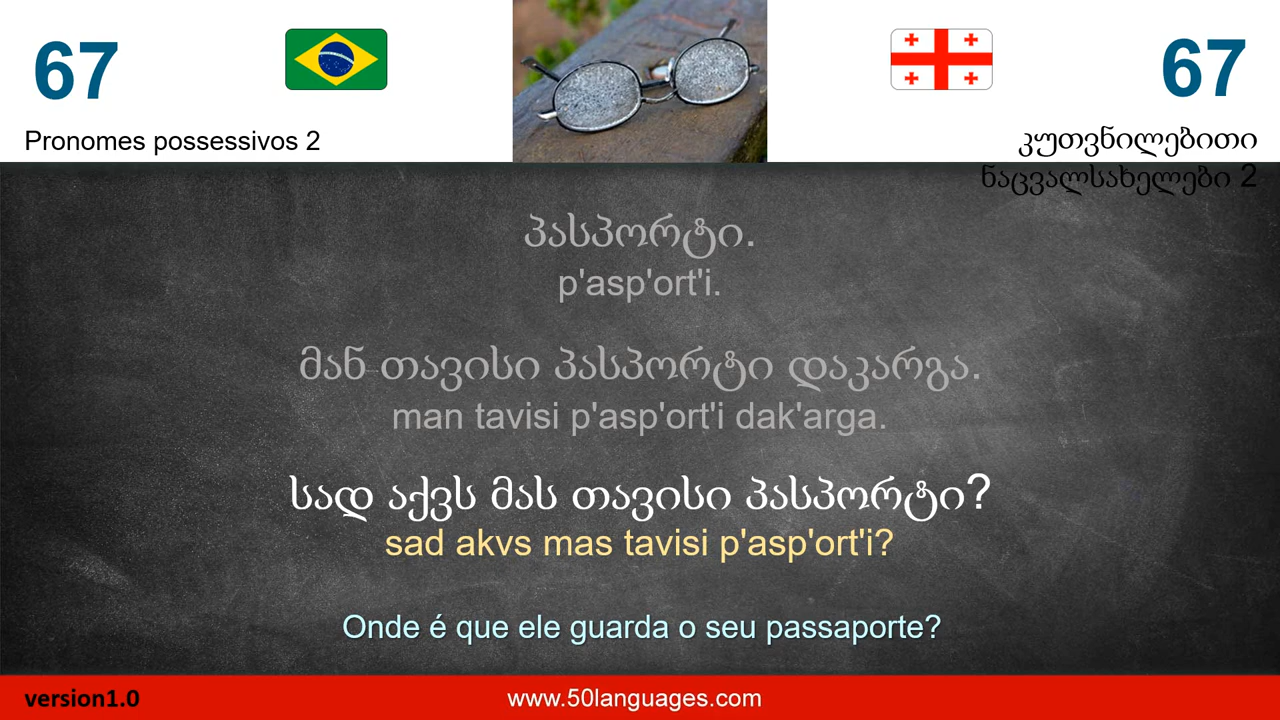 67
67
Pronomes possessivos 2
კუთვნილებითი
ნაცვალსახელები 2
პასპორტი.
p'asp'ort'i.
მან თავისი პასპორტი დაკარგა.
man tavisi p'asp'ort'i dak'arga.
სად აქვს მას თავისი პასპორტი?
sad akvs mas tavisi p'asp'ort'i?
Onde é que ele guarda o seu passaporte?
version1.0
www.50languages.com